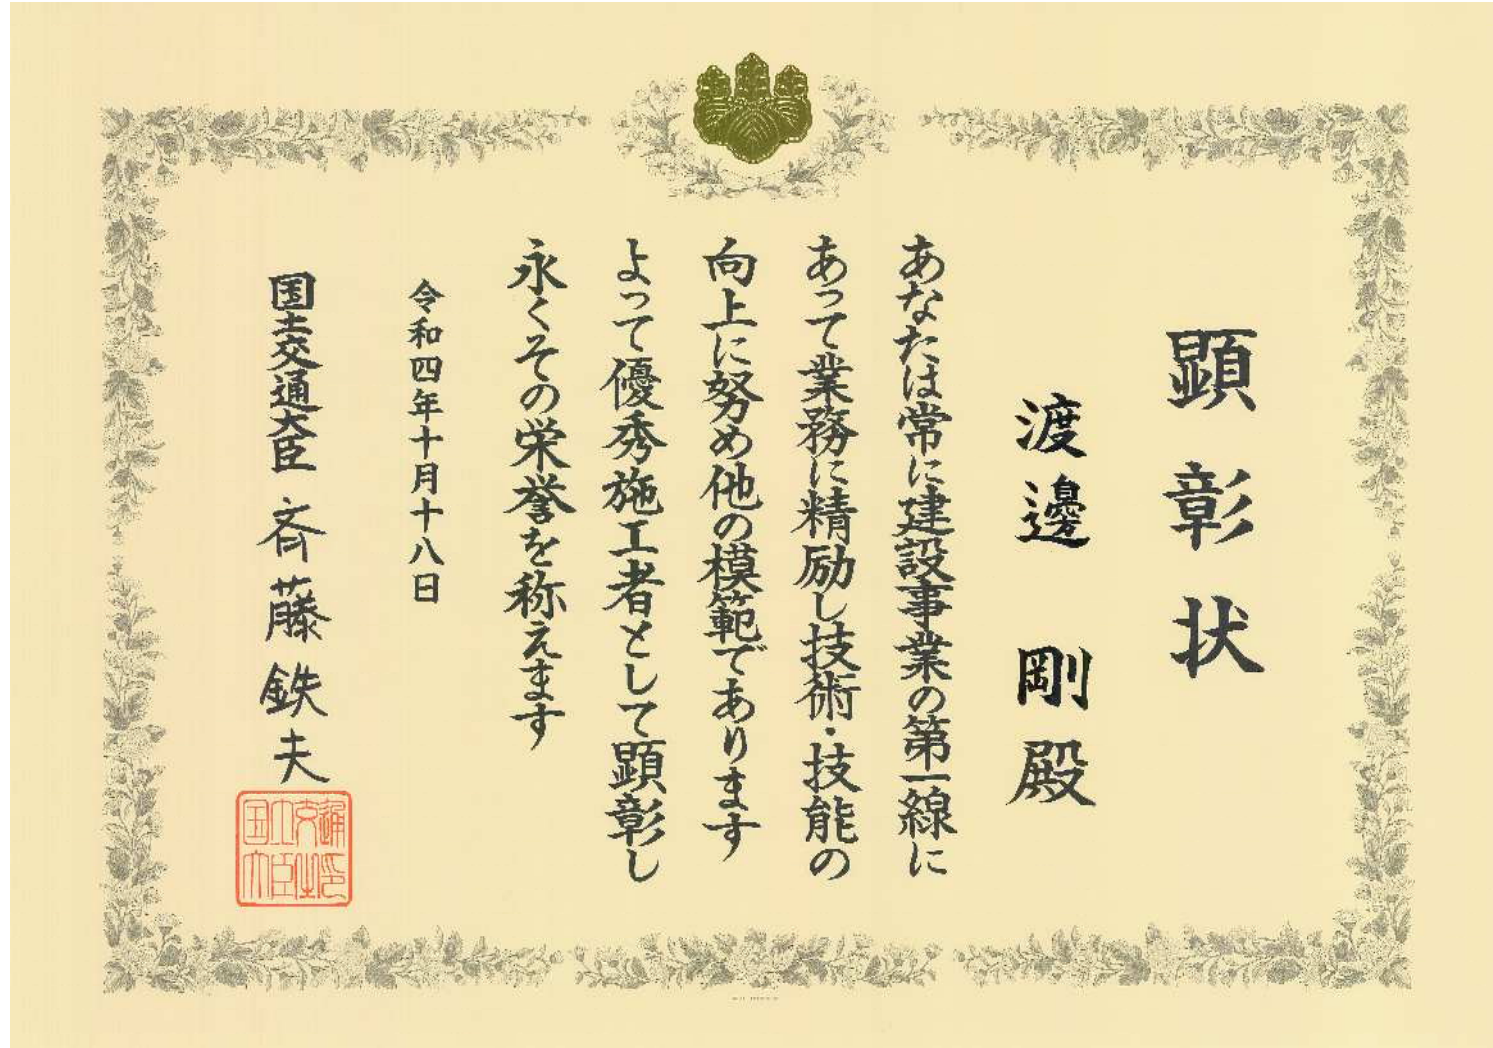 顕彰状
渡邊 剛殿
あなたは常に建設事業の第一線に
あって業務に精励し技術・技能の
向上に努め他の模範であります
よって優秀施工者として顕彰し
永くその栄誉を称えます
令和四年十月十八日
国土交通大臣 斉藤鉄夫